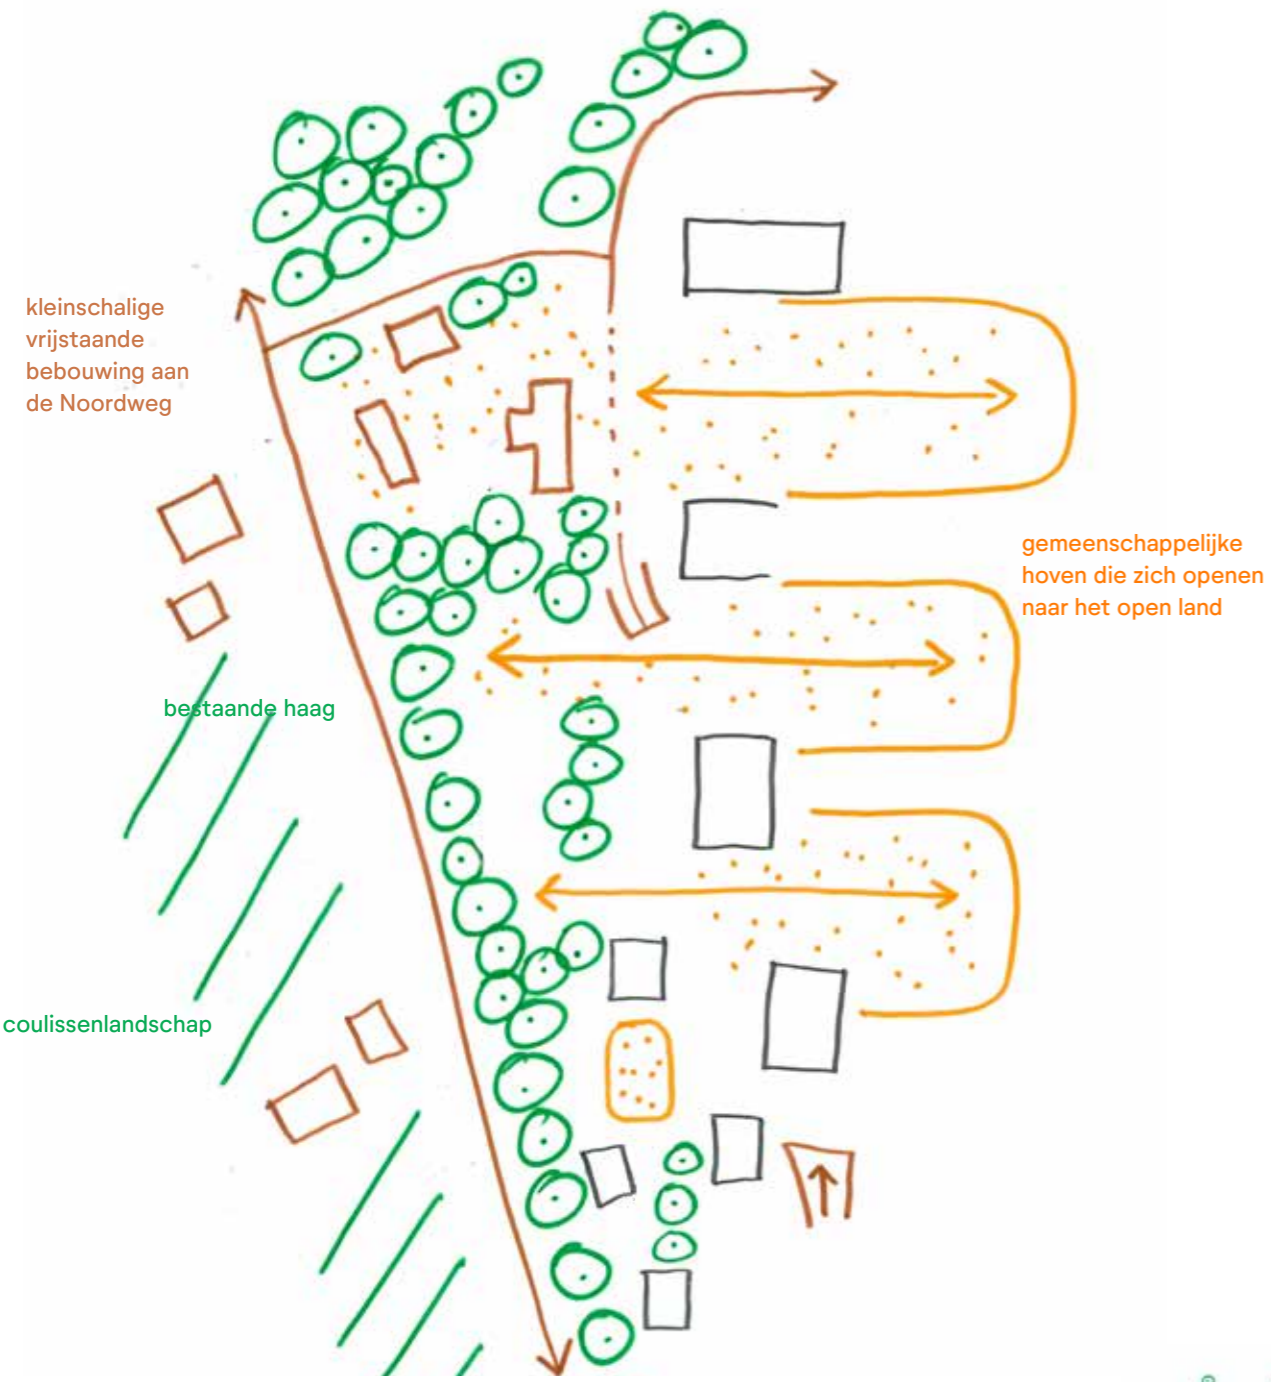 kleinschalige
vrijstaande
bebouwing aan
de Noordweg
gemeenschappelijke
hoven die zich openen
naar het open land
bestaande haag
coulissenlandschap